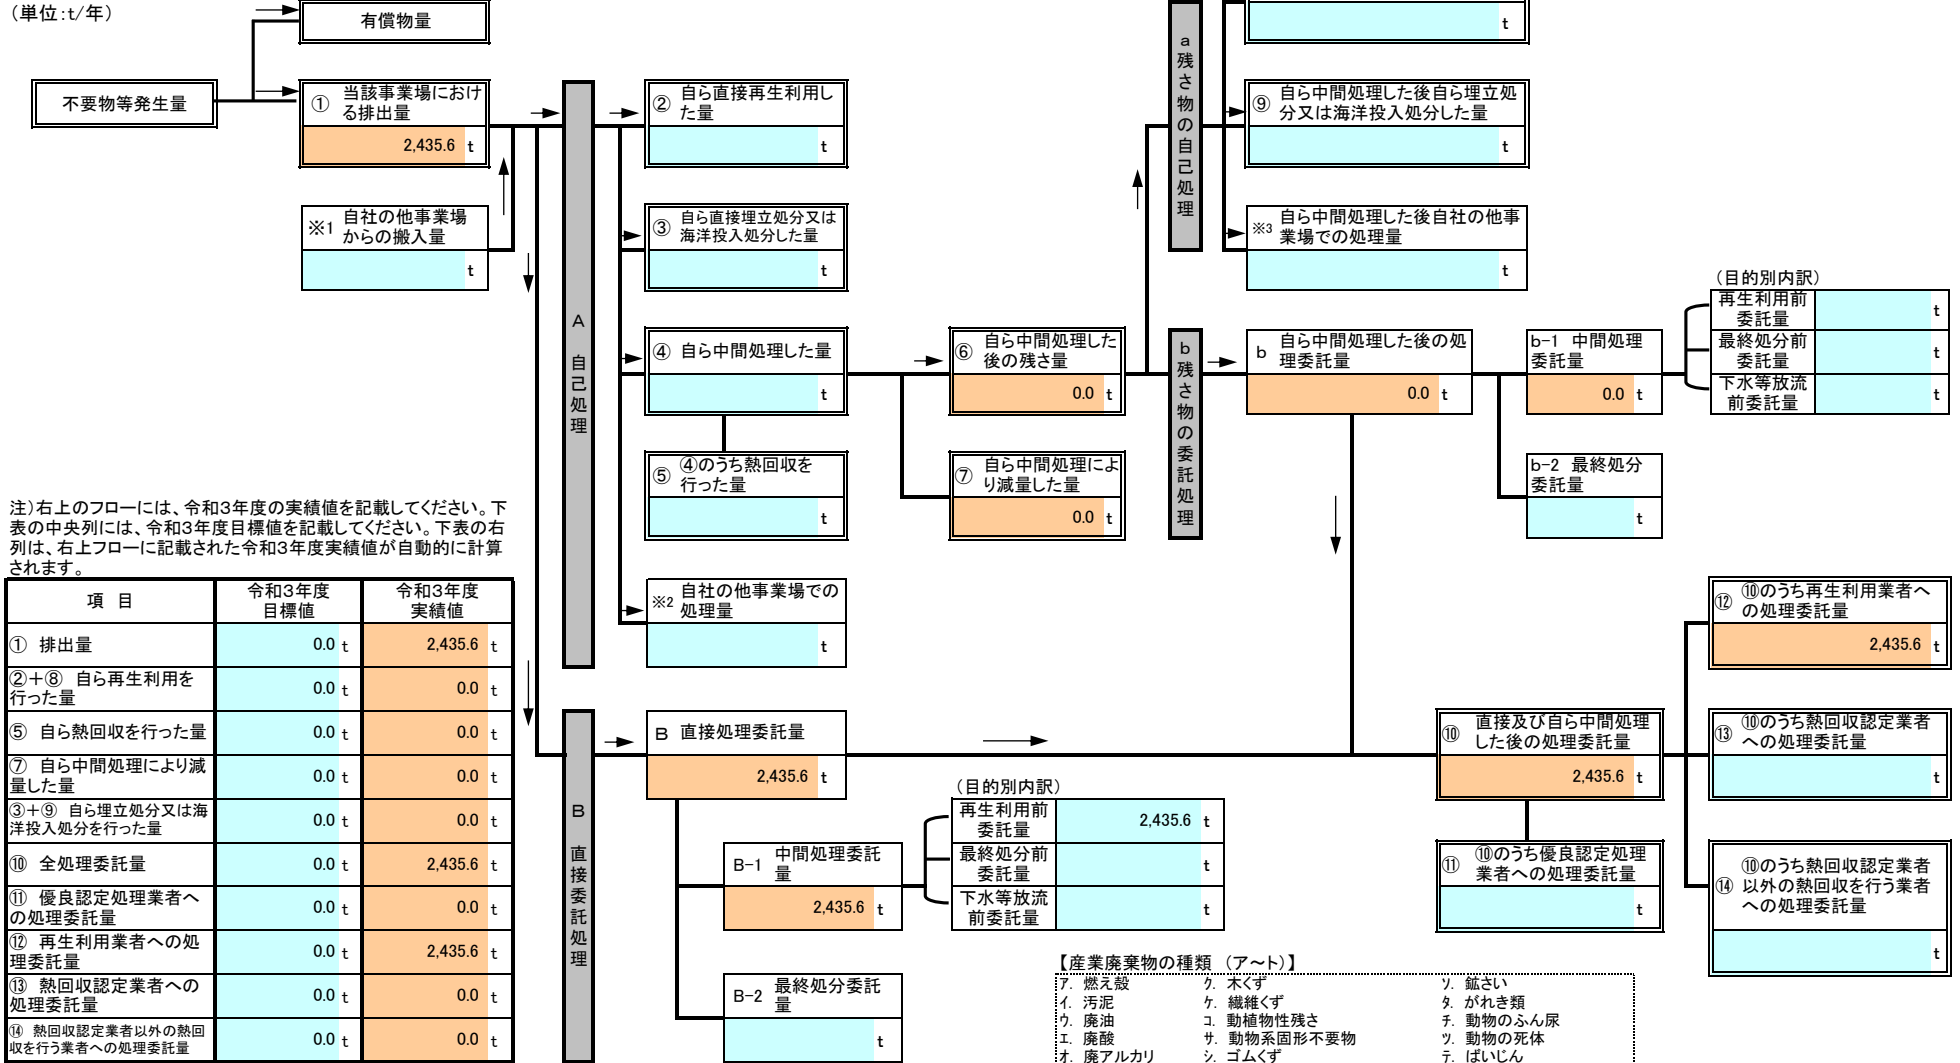 (単位:t/年)
有償物量
t
不要物等発生量
① 当該事業場におけ
る排出量
2,435.6 t
※1 自社の他事業場
からの搬入量
t
A 自己処理
② 自ら直接再生利用し
た量
t
③ 自ら直接埋立処分又は
海洋投入処分した量
t
④ 自ら中間処理した量
t
⑤ ④のうち熱回収を
行った量
t
※2 自社の他事業場での
処理量
t
⑥ 自ら中間処理した
後の残さ量
0.0 t
⑦ 自ら中間処理によ
り減量した量
0.0 t
a 残さ物の自己処理
⑨ 自ら中間処理した後自ら埋立処
分又は海洋投入処分した量
t
※3 自ら中間処理した後自社の他事
業場での処理量
t
b 残さ物の委託処理
b 自ら中間処理した後の処
理委託量
0.0 t
b-1 中間処理
委託量
0.0 t
b-2 最終処分
委託量
t
(目的別内訳)
再生利用前
委託量
t
最終処分前
委託量
t
下水等放流
前委託量
t
注)右上のフローには、令和3年度の実績値を記載してください。下
表の中央列には、令和3年度目標値を記載してください。下表の右
列は、右上フローに記載された令和3年度実績値が自動的に計算
されます。
項 目 令和3年度 令和3年度
目標値 実績値
① 排出量 0.0 t 2,435.6 t
②+⑧ 自ら再生利用を
行った量 0.0 t 0.0 t
⑤ 自ら熱回収を行った量 0.0 t 0.0 t
⑦ 自ら中間処理により減
量した量 0.0 t 0.0 t
③+⑨ 自ら埋立処分又は海
洋投入処分を行った量 0.0 t 0.0 t
⑩ 全処理委託量 0.0 t 2,435.6 t
⑪ 優良認定処理業者へ
の処理委託量 0.0 t 0.0 t
⑫ 再生利用業者への処
理委託量 0.0 t 2,435.6 t
⑬ 熱回収認定業者への
処理委託量 0.0 t 0.0 t
⑭ 熱回収認定業者以外の熱回
収を行う業者への処理委託量 0.0 t 0.0 t
B 直接委託処理
B 直接処理委託量
2,435.6 t
B-1 中間処理委託
量
2,435.6 t
B-2 最終処分委託
量
t
(目的別内訳)
再生利用前
委託量
2,435.6 t
最終処分前
委託量
t
下水等放流
前委託量
t
⑩ 直接及び自ら中間処理
した後の処理委託量
2,435.6 t
⑪ ⑩のうち優良認定処理
業者への処理委託量
t
⑫ ⑩のうち再生利用業者へ
の処理委託量
2,435.6 t
⑬ ⑩のうち熱回収認定業者
への処理委託量
t
⑭ ⑩のうち熱回収認定業者
以外の熱回収を行う業者
への処理委託量
t
【産業廃棄物の種類 (ア~ト)】
ア. 燃え殻 ク. 木くず ソ. 鉱さい
イ. 汚泥 ケ. 繊維くず タ. がれき類
ウ. 廃油 コ. 動植物性残さ チ. 動物のふん尿
エ. 廃酸 サ. 動物系固形不要物 ツ. 動物の死体
オ. 廃アルカリ シ. ゴムくず テ. ばいじん